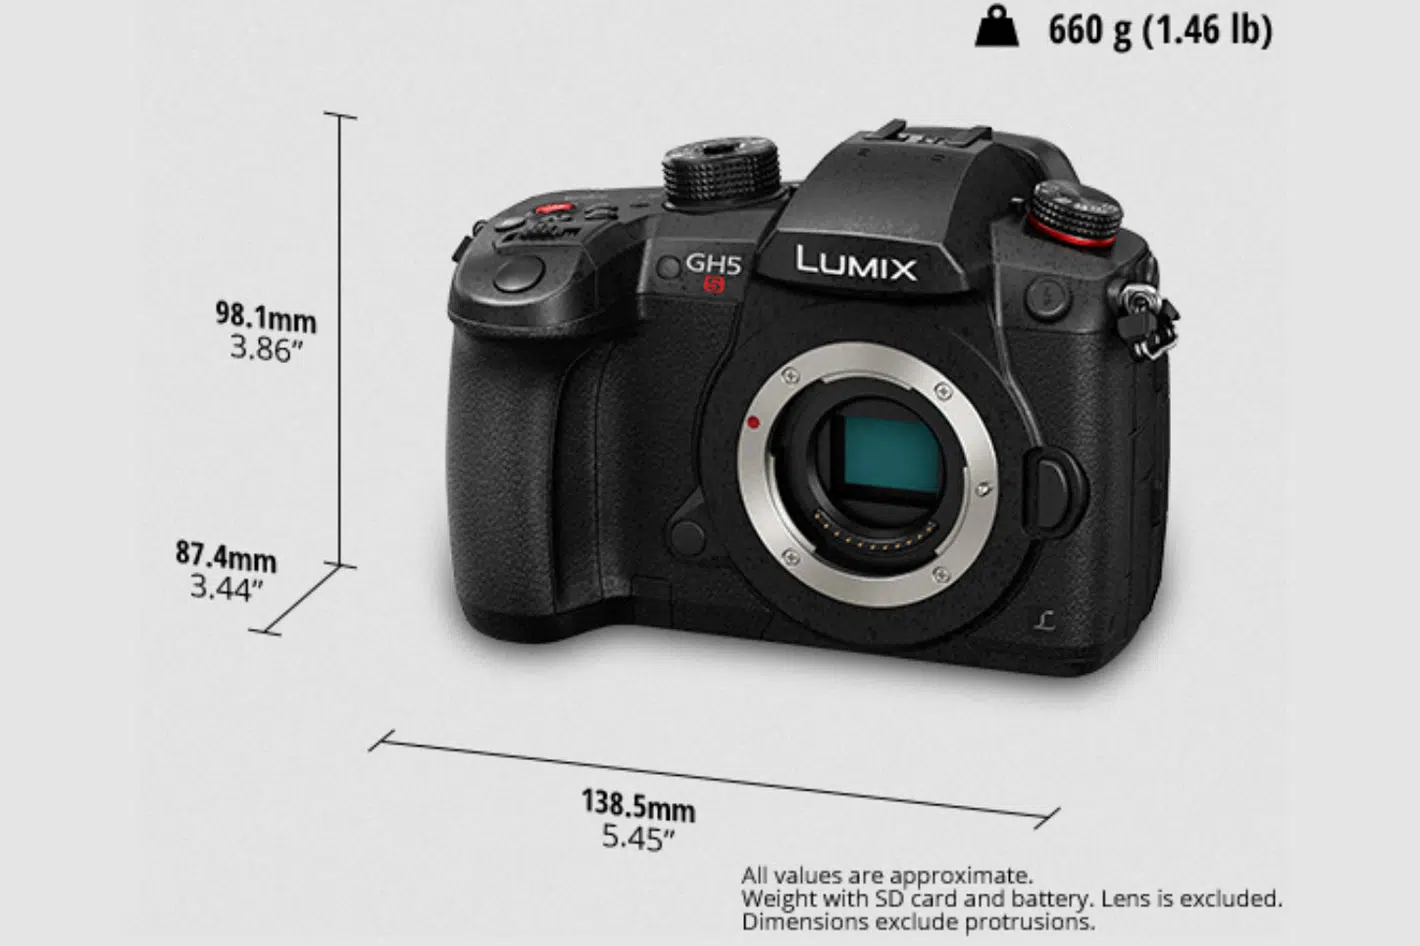 660 g (1.46 lb)
GH5
S
LUMIX
98.1mm
3.86”
87.4mm
3.44”
L
138.5mm
5.45”
All values are approximate.
Weight with SD card and battery. Lens is excluded.
Dimensions exclude protrusions.